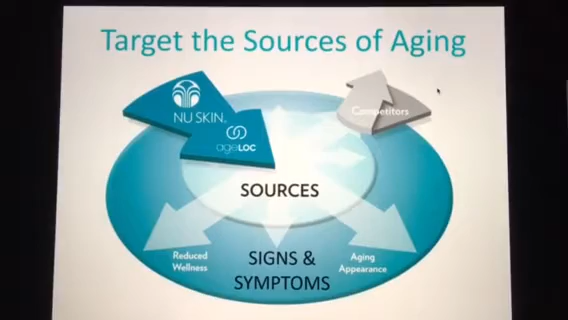 Target the Sources of Aging
NU SKIN
Competitors
ageLOC
SOURCES
Reduced
Wellness
SIGNS &
SYMPTOMS
Aging
Appearance